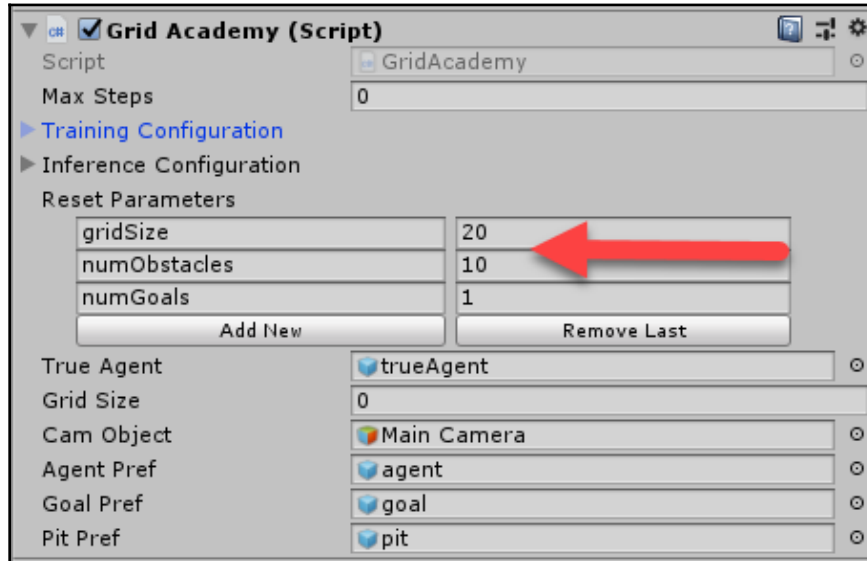 c# Grid Academy (Script)
Script GridAcademy
Max Steps 0
Training Configuration
Inference Configuration
Reset Parameters
gridSize 20
numObstacles 10
numGoals 1
Add New Remove Last
True Agent trueAgent
Grid Size 0
Cam Object Main Camera
Agent Pref agent
Goal Pref goal
Pit Pref pit